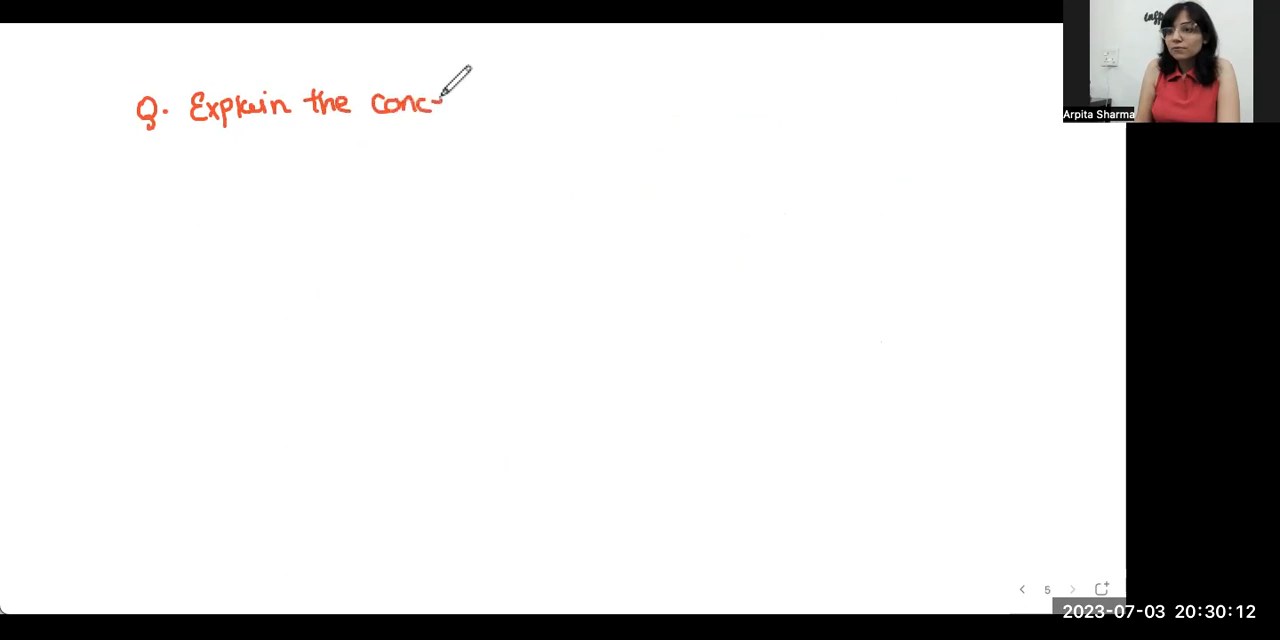 Q. Explain the conc
Arpita Sharma
5
2023-07-03 20:30:12